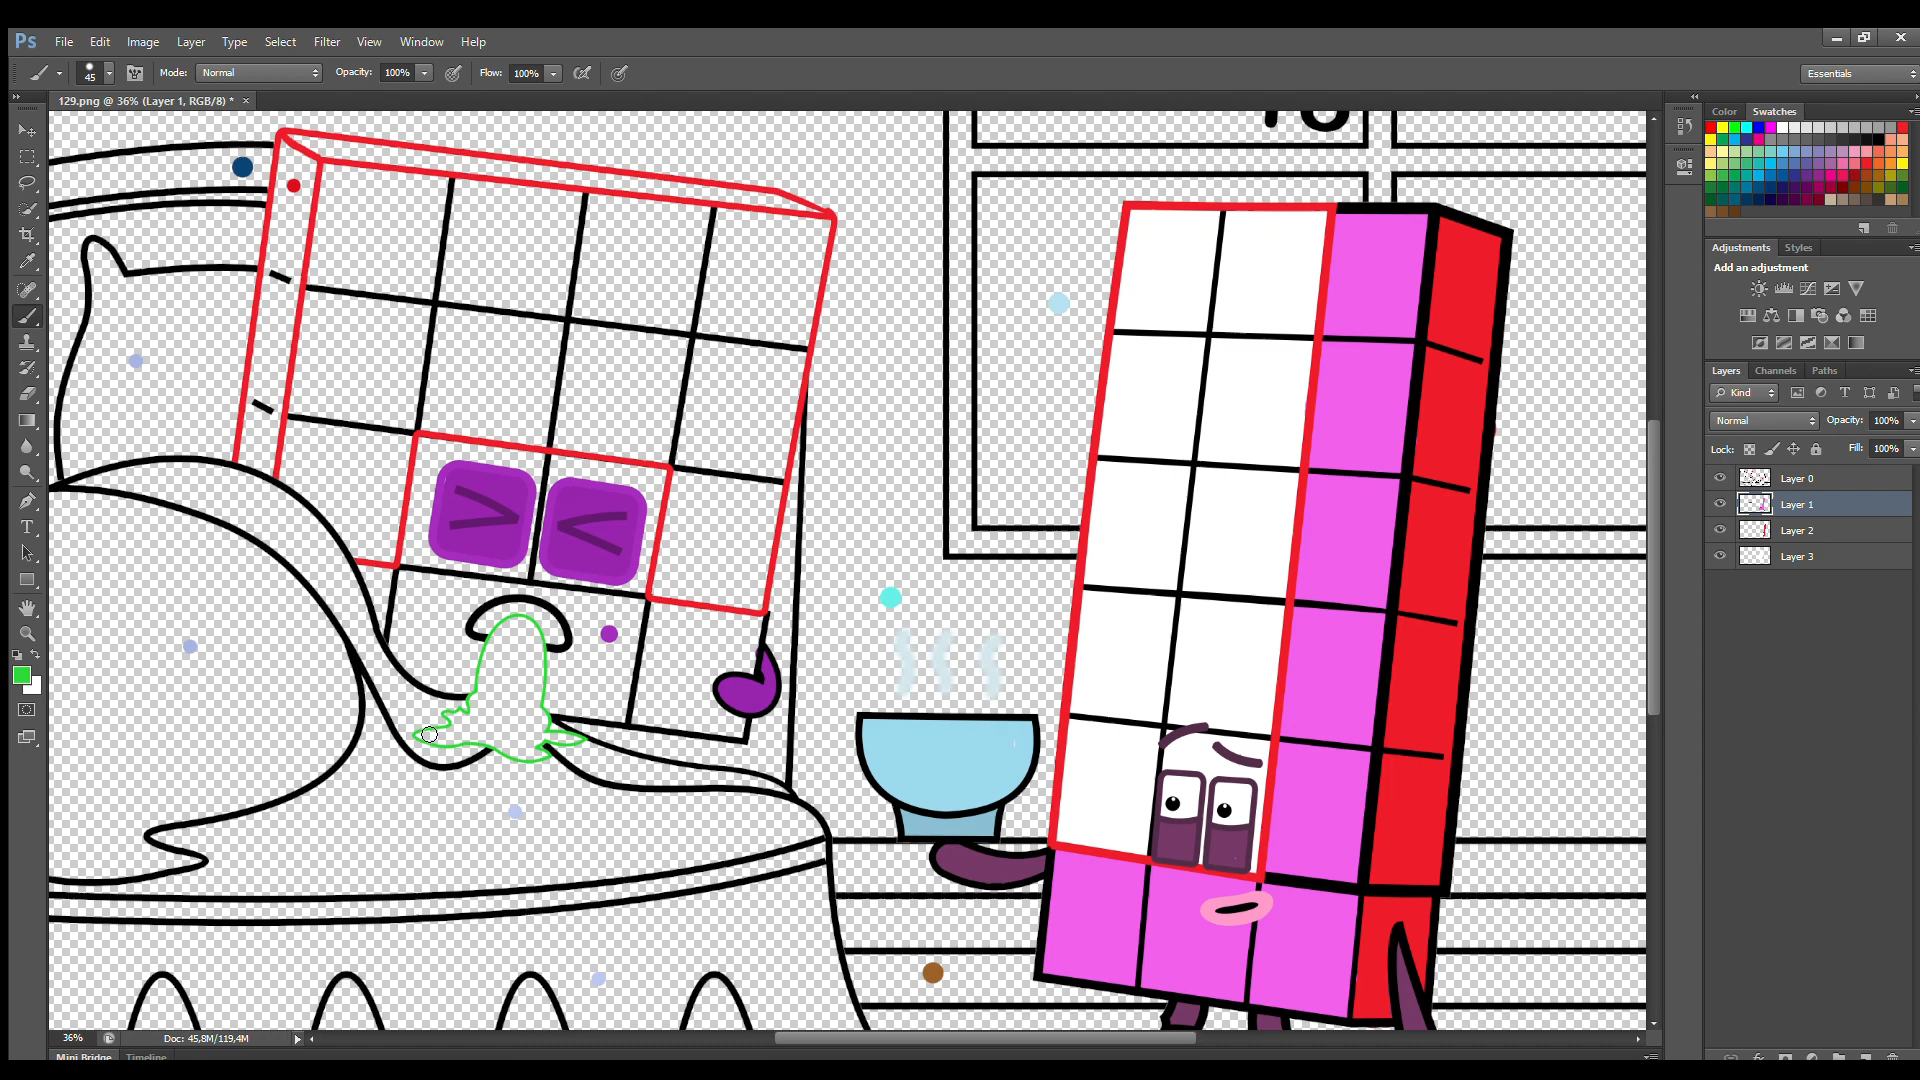 Ps File Edit Image Layer Type Select Filter View Window Help
45 Mode: Normal Opacity: 100% Flow: 100% Essentials
129.png @ 36% (Layer 1, RGB/8) * ×
Color Swatches
Adjustments Styles
Add an adjustment
Layers Channels Paths
Kind
Normal Opacity: 100%
Lock: Fill: 100%
Layer 0
Layer 1
Layer 2
Layer 3
36% Doc: 45,8M/119,4M
Mini Bridge Timeline